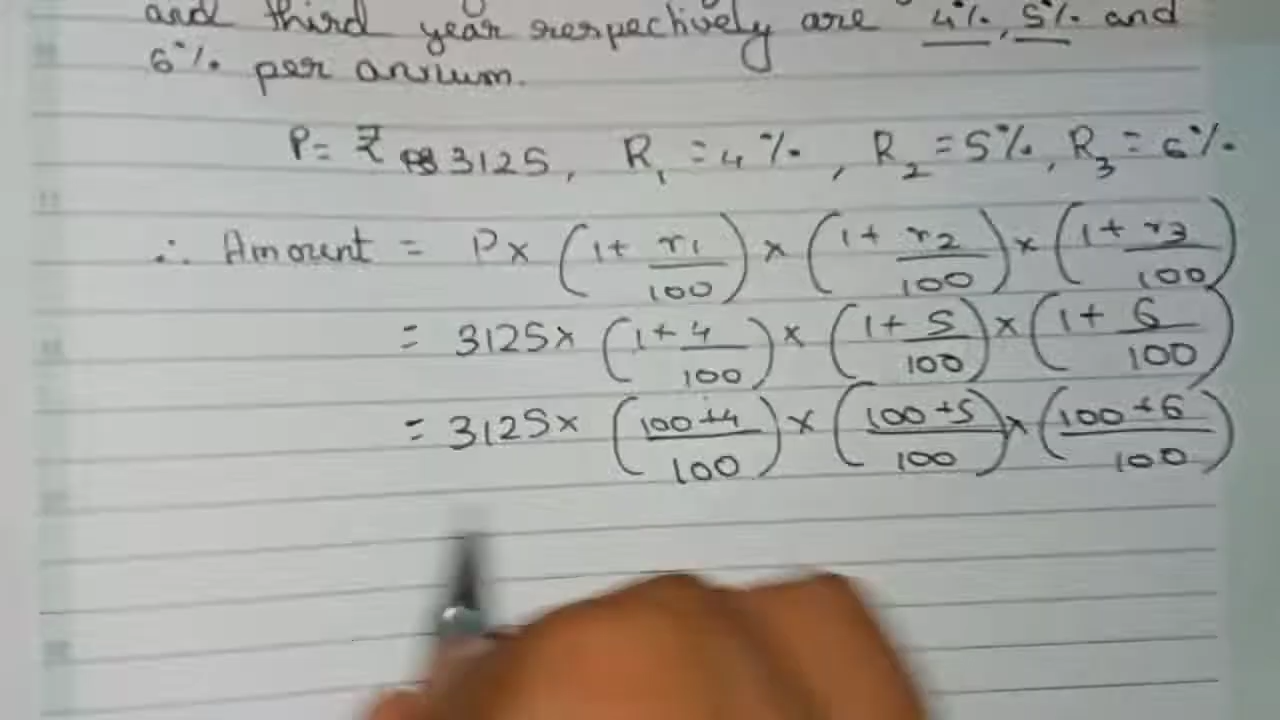 and third year respectively are 4%, 5% and
6% per annum.
P= ₹ 3125, R₁ = 4%, R₂ = 5%, R₃ = 6%.
∴ Amount = P× (1+ r₁/100) × (1+ r₂/100) × (1+ r₃/100)
= 3125× (1+ 4/100) × (1+ 5/100) × (1+ 6/100)
= 3125× (100+4/100) × (100+5/100) × (100+6/100)